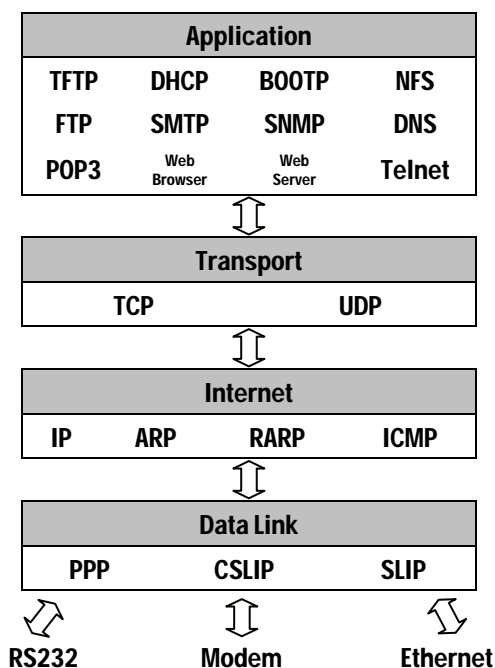 Application
TFTP DHCP BOOTP NFS
FTP SMTP SNMP DNS
POP3 Web Browser Web Server Telnet
Transport
TCP UDP
Internet
IP ARP RARP ICMP
Data Link
PPP CSLIP SLIP
RS232 Modem Ethernet